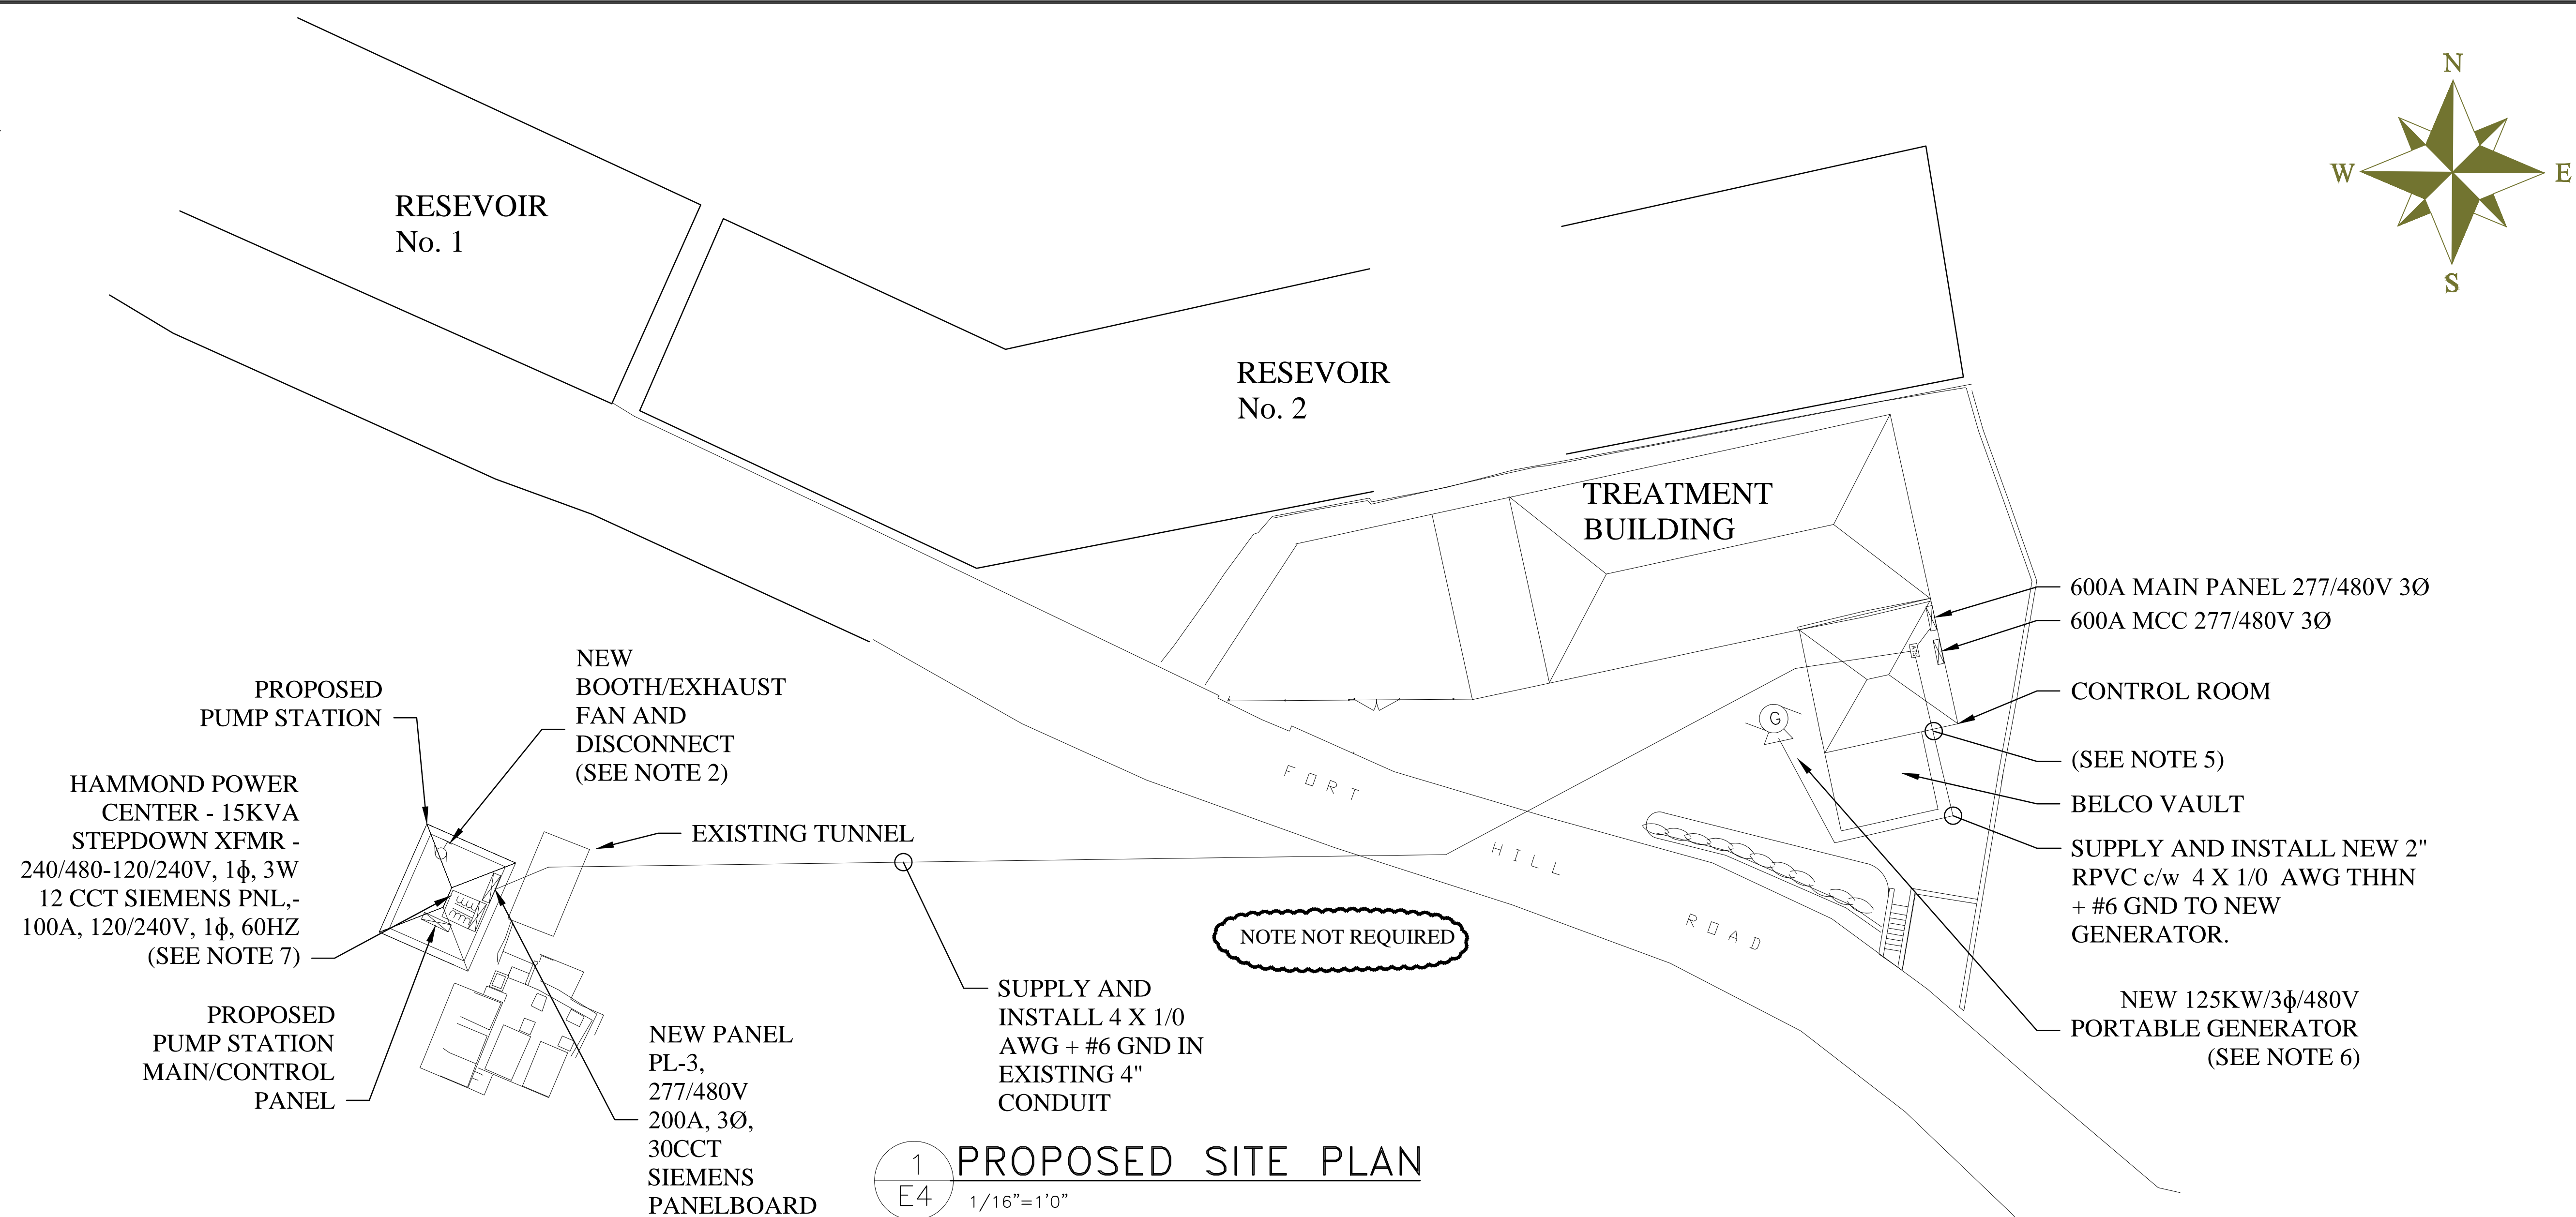 N
W
E
S
RESEVOIR
No. 1
RESEVOIR
No. 2
TREATMENT
BUILDING
600A MAIN PANEL 277/480V 3Ø
600A MCC 277/480V 3Ø
CONTROL ROOM
(SEE NOTE 5)
BELCO VAULT
SUPPLY AND INSTALL NEW 2"
RPVC c/w 4 X 1/0 AWG THHN
+ #6 GND TO NEW
GENERATOR.
NEW 125KW/3ϕ/480V
PORTABLE GENERATOR
(SEE NOTE 6)
G
FORT
HILL
ROAD
NEW
BOOTH/EXHAUST
FAN AND
DISCONNECT
(SEE NOTE 2)
PROPOSED
PUMP STATION
HAMMOND POWER
CENTER - 15KVA
STEPDOWN XFMR -
240/480-120/240V, 1ϕ, 3W
12 CCT SIEMENS PNL,-
100A, 120/240V, 1ϕ, 60HZ
(SEE NOTE 7)
PROPOSED
PUMP STATION
MAIN/CONTROL
PANEL
EXISTING TUNNEL
NEW PANEL
PL-3,
277/480V
200A, 3Ø,
30CCT
SIEMENS
PANELBOARD
SUPPLY AND
INSTALL 4 X 1/0
AWG + #6 GND IN
EXISTING 4"
CONDUIT
NOTE NOT REQUIRED
1
E4
PROPOSED SITE PLAN
1/16"=1'0"